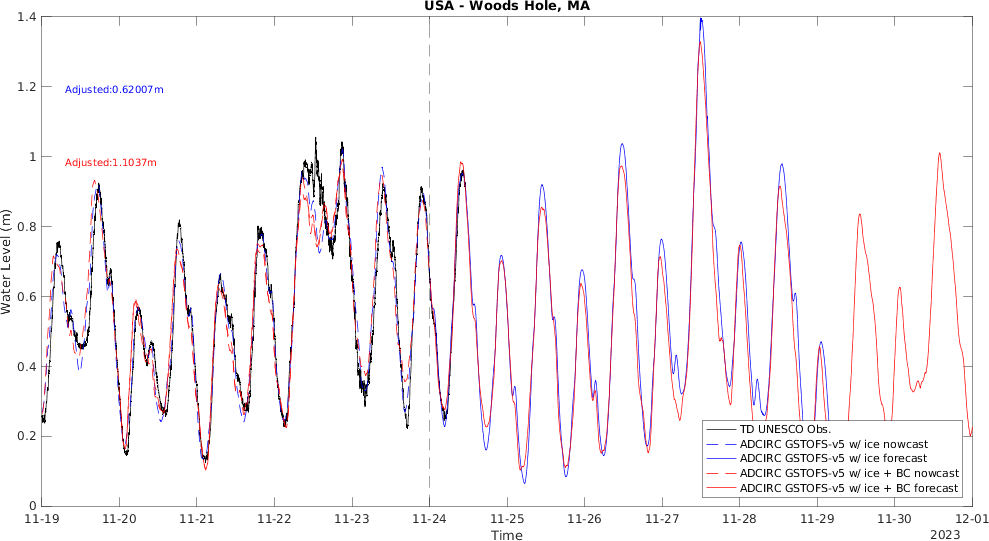 USA - Woods Hole, MA
Water Level (m)
1.4
1.2
1
0.8
0.6
0.4
0.2
0
Adjusted:0.62007m
Adjusted:1.1037m
TD UNESCO Obs.
ADCIRC GSTOFS-v5 w/ ice nowcast
ADCIRC GSTOFS-v5 w/ ice forecast
ADCIRC GSTOFS-v5 w/ ice + BC nowcast
ADCIRC GSTOFS-v5 w/ ice + BC forecast
11-19 11-20 11-21 11-22 11-23 11-24 11-25 11-26 11-27 11-28 11-29 11-30 12-01
Time
2023